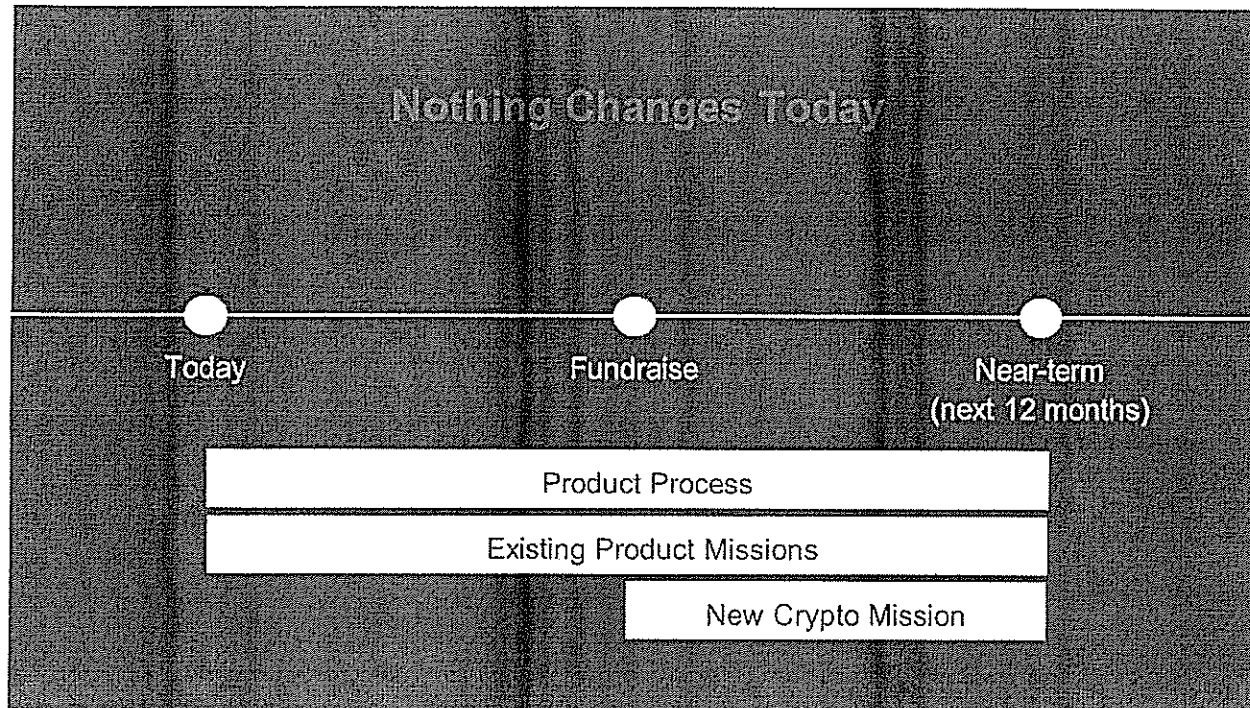 Nothing Changes Today
Today
Fundraise
Near-term
(next 12 months)
Product Process
Existing Product Missions
New Crypto Mission